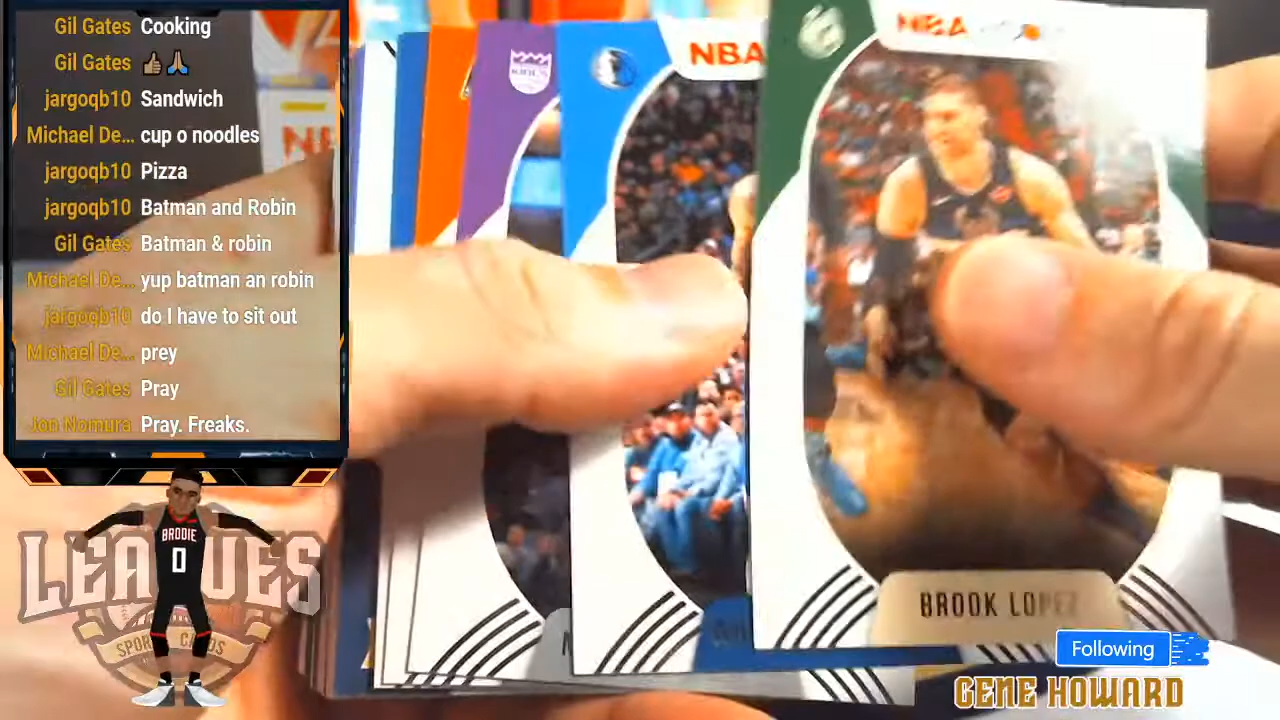 Gil Gates Cooking
Gil Gates 👍🙏
jargoqb10 Sandwich
Michael De... cup o noodles
jargoqb10 Pizza
jargoqb10 Batman and Robin
Gil Gates Batman & robin
Michael De... yup batman an robin
jargoqb10 do I have to sit out
Michael De... prey
Gil Gates Pray
Jon Nomura Pray. Freaks.
BRODIE
0
LEAGUES
SPORTS CARDS
KINGS
NBA
NBA
BROOK LOPEZ
Following
GENE HOWARD